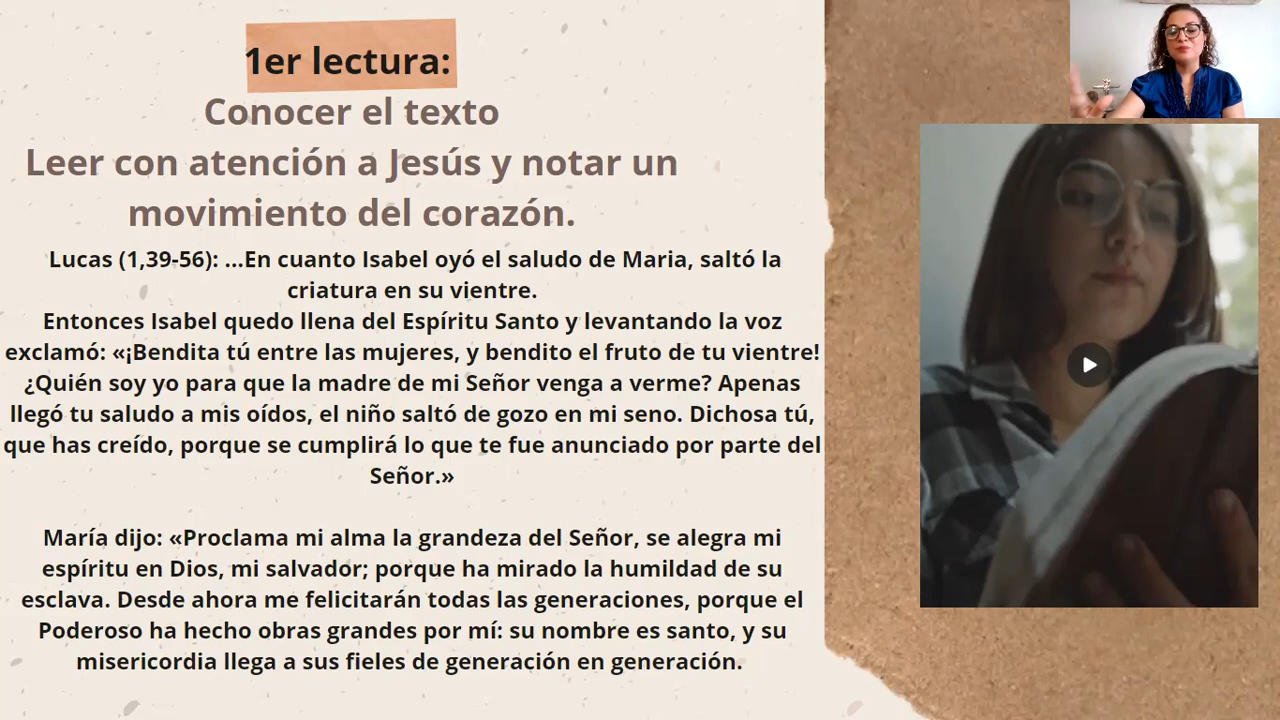 1er lectura:
Conocer el texto
Leer con atención a Jesús y notar un
movimiento del corazón.
Lucas (1,39-56): ...En cuanto Isabel oyó el saludo de Maria, saltó la
criatura en su vientre.
Entonces Isabel quedo llena del Espíritu Santo y levantando la voz
exclamó: «¡Bendita tú entre las mujeres, y bendito el fruto de tu vientre!
¿Quién soy yo para que la madre de mi Señor venga a verme? Apenas
llegó tu saludo a mis oídos, el niño saltó de gozo en mi seno. Dichosa tú,
que has creído, porque se cumplirá lo que te fue anunciado por parte del
Señor.»
María dijo: «Proclama mi alma la grandeza del Señor, se alegra mi
espíritu en Dios, mi salvador; porque ha mirado la humildad de su
esclava. Desde ahora me felicitarán todas las generaciones, porque el
Poderoso ha hecho obras grandes por mí: su nombre es santo, y su
misericordia llega a sus fieles de generación en generación.